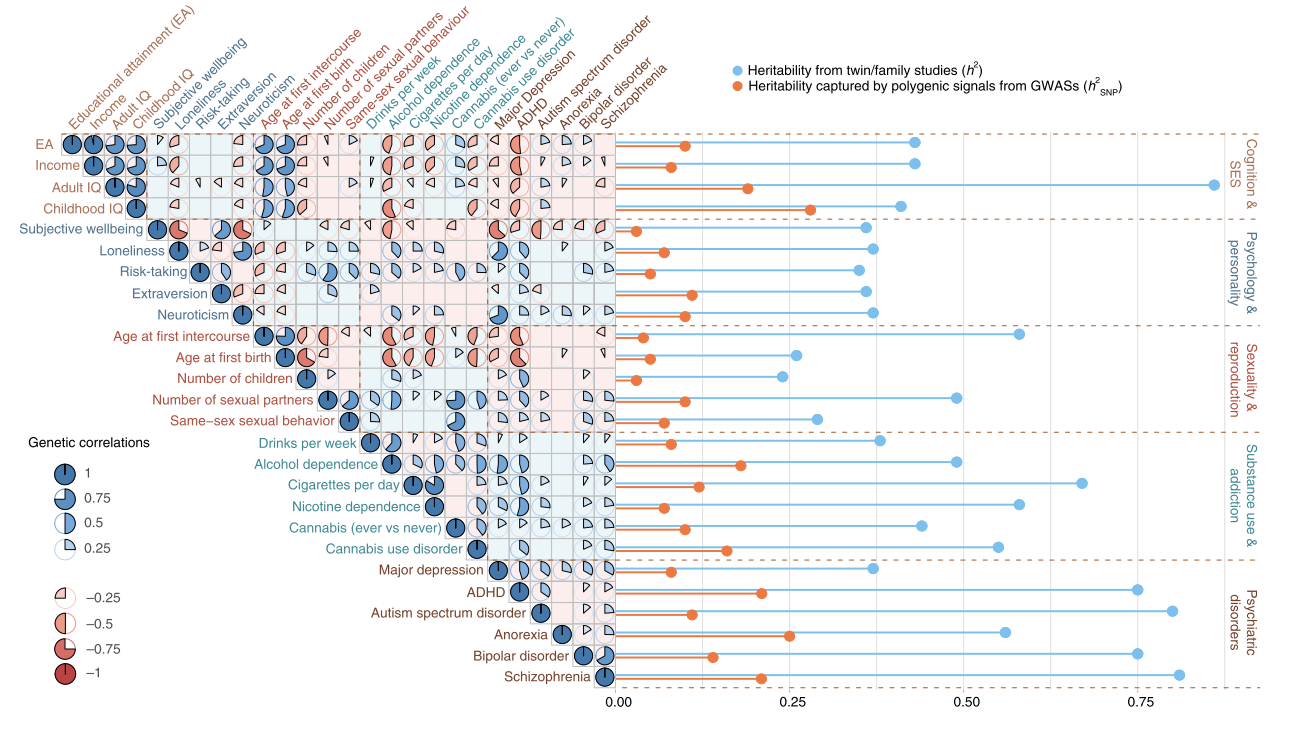 Educational attainment (EA)
Income
Adult IQ
Childhood IQ
Subjective wellbeing
Loneliness
Risk-taking
Extraversion
Neuroticism
Age at first intercourse
Age at first birth
Number of children
Number of sexual partners
Same-sex sexual behaviour
Drinks per week
Alcohol dependence
Cigarettes per day
Nicotine dependence
Cannabis (ever vs never)
Cannabis use disorder
Major Depression
ADHD
Autism spectrum disorder
Anorexia
Bipolar disorder
Schizophrenia
Heritability from twin/family studies (h²)
Heritability captured by polygenic signals from GWASs (h²SNP)
EA
Income
Adult IQ
Childhood IQ
Subjective wellbeing
Loneliness
Risk-taking
Extraversion
Neuroticism
Age at first intercourse
Age at first birth
Number of children
Number of sexual partners
Same−sex sexual behavior
Drinks per week
Alcohol dependence
Cigarettes per day
Nicotine dependence
Cannabis (ever vs never)
Cannabis use disorder
Major depression
ADHD
Autism spectrum disorder
Anorexia
Bipolar disorder
Schizophrenia
Cognition &
SES
Psychology &
personality
Sexuality &
reproduction
Substance use &
addiction
Psychiatric
disorders
Genetic correlations
1
0.75
0.5
0.25
−0.25
−0.5
−0.75
−1
0.00
0.25
0.50
0.75